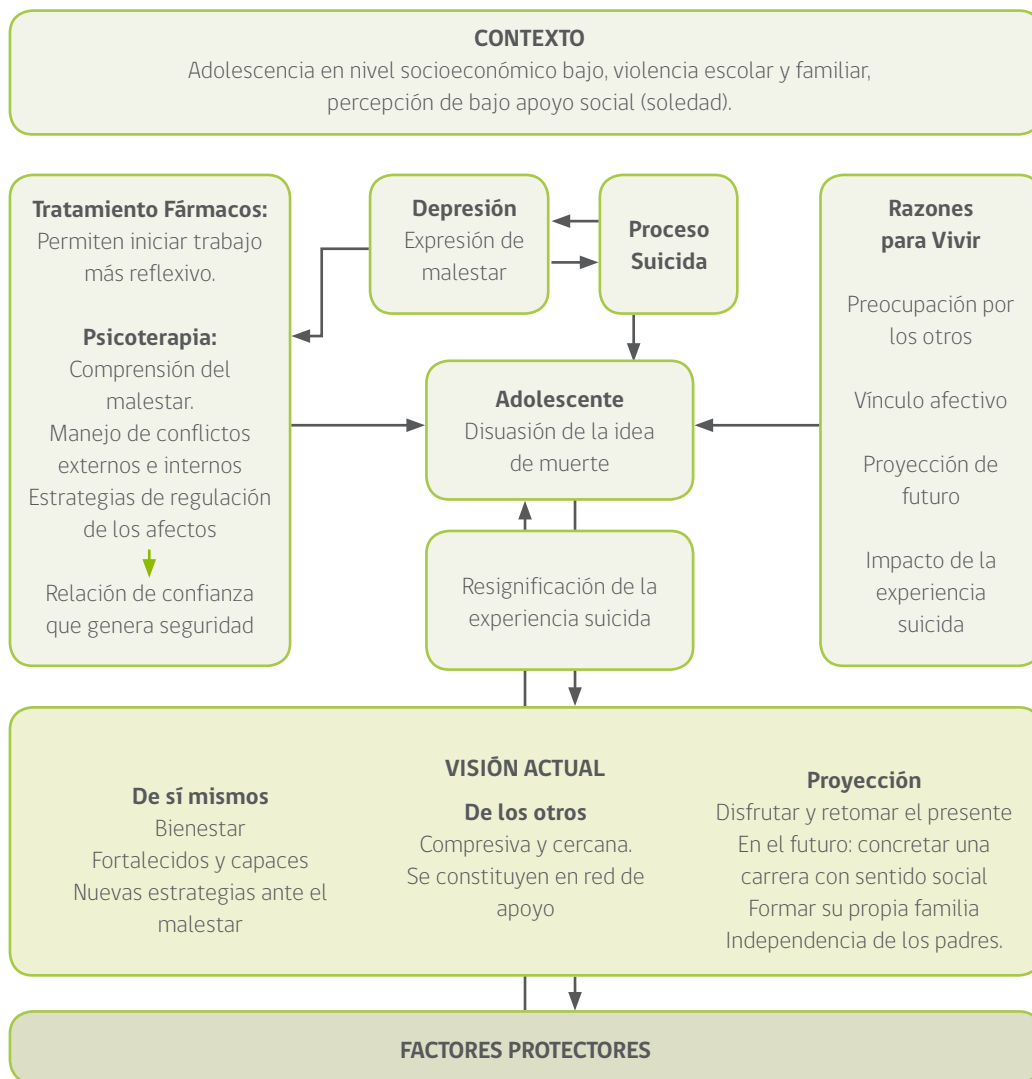 CONTEXTO
Adolescencia en nivel socioeconómico bajo, violencia escolar y familiar,
percepción de bajo apoyo social (soledad).
Tratamiento Fármacos:
Permiten iniciar trabajo
más reflexivo.
Psicoterapia:
Comprensión del
malestar.
Manejo de conflictos
externos e internos
Estrategias de regulación
de los afectos
Relación de confianza
que genera seguridad
Depresión
Expresión de
malestar
Proceso
Suicida
Adolescente
Disuasión de la idea
de muerte
Resignificación de la
experiencia suicida
Razones
para Vivir
Preocupación por
los otros
Vínculo afectivo
Proyección de
futuro
Impacto de la
experiencia
suicida
VISIÓN ACTUAL
De sí mismos
Bienestar
Fortalecidos y capaces
Nuevas estrategias ante el
malestar
De los otros
Compresiva y cercana.
Se constituyen en red de
apoyo
Proyección
Disfrutar y retomar el presente
En el futuro: concretar una
carrera con sentido social
Formar su propia familia
Independencia de los padres.
FACTORES PROTECTORES